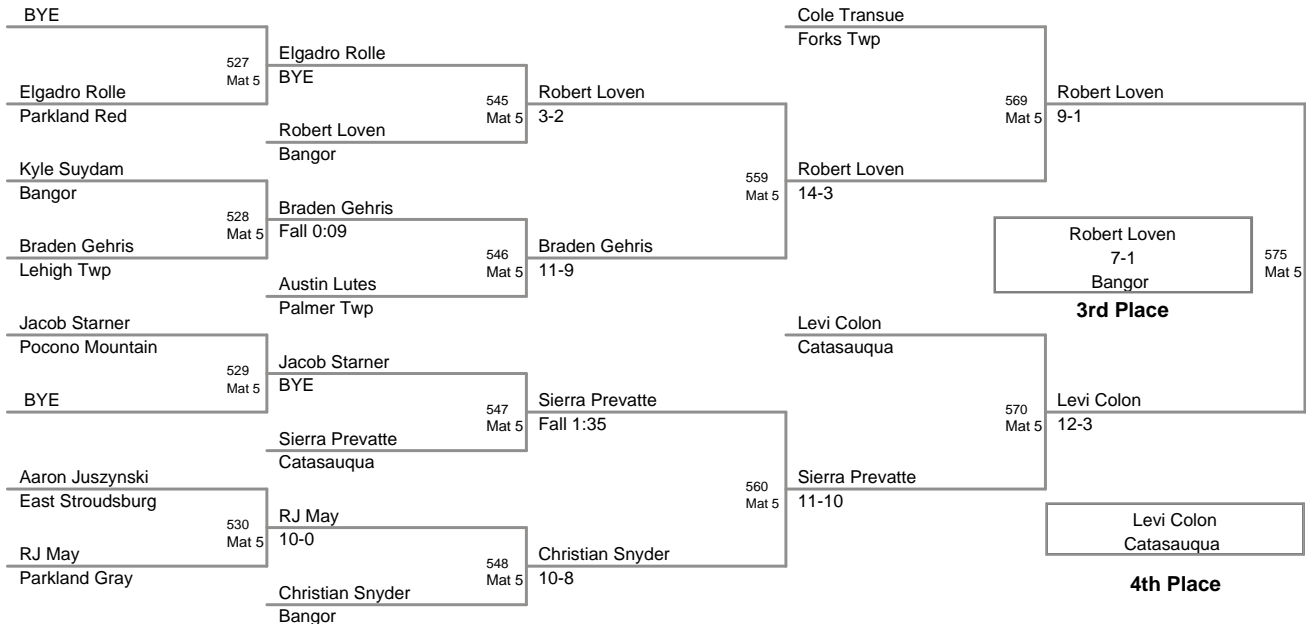 BYE
527
Mat 5
Elgadro Rolle
Parkland Red
Kyle Suydam
Bangor
528
Mat 5
Braden Gehris
Lehigh Twp
Jacob Starner
Pocono Mountain
529
Mat 5
BYE
Aaron Juszynski
East Stroudsburg
530
Mat 5
RJ May
Parkland Gray
Elgadro Rolle
BYE
545
Mat 5
Robert Loven
Bangor
Braden Gehris
Fall 0:09
546
Mat 5
Austin Lutes
Palmer Twp
Jacob Starner
BYE
547
Mat 5
Sierra Prevatte
Catasauqua
RJ May
10-0
548
Mat 5
Christian Snyder
Bangor
Robert Loven
3-2
559
Mat 5
Braden Gehris
11-9
Sierra Prevatte
Fall 1:35
560
Mat 5
Christian Snyder
10-8
Cole Transue
Forks Twp
569
Mat 5
Robert Loven
14-3
Levi Colon
Catasauqua
570
Mat 5
Sierra Prevatte
11-10
Robert Loven
9-1
575
Mat 5
Levi Colon
12-3
Robert Loven
7-1
Bangor
3rd Place
Levi Colon
Catasauqua
4th Place